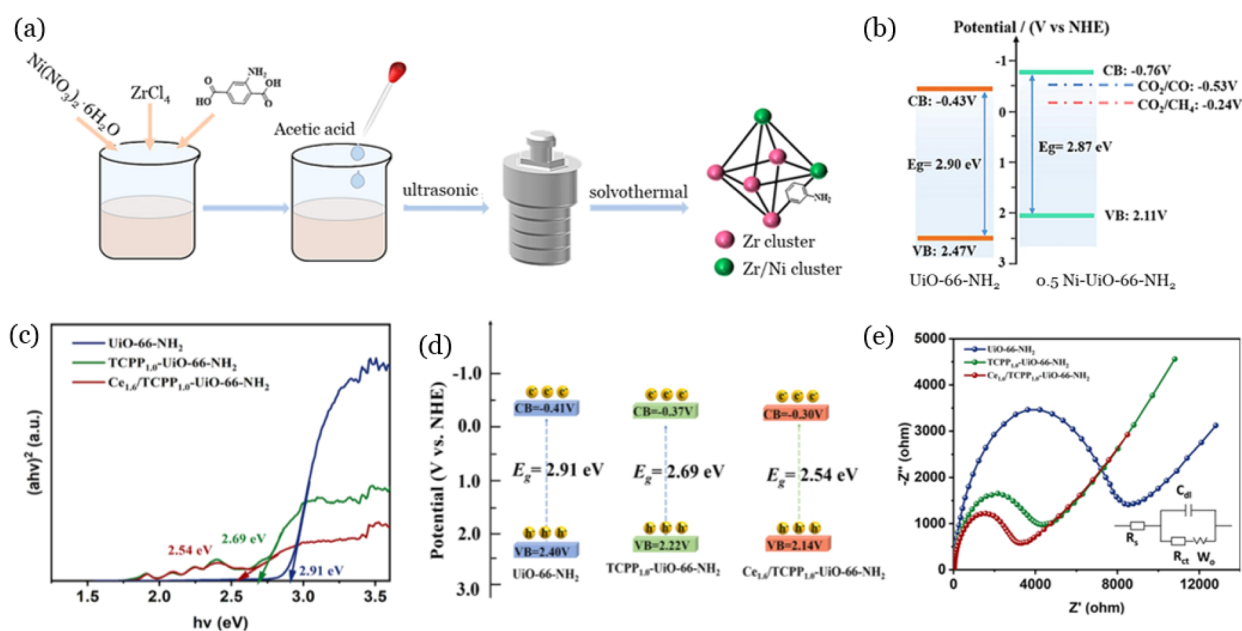 (a)
Ni(NO3)2·6H2O
ZrCl4
NH2
O
OH
HO
O
Acetic acid
ultrasonic
solvothermal
NH2
Zr cluster
Zr/Ni cluster
(b)
Potential / (V vs NHE)
-1
0
1
2
3
CB: -0.76V
CO2/CO: -0.53V
CO2/CH4: -0.24V
CB: -0.43V
Eg= 2.90 eV
Eg= 2.87 eV
VB: 2.11V
VB: 2.47V
UiO-66-NH2
0.5 Ni-UiO-66-NH2
(c)
UiO-66-NH2
TCPP1.0-UiO-66-NH2
Ce1.6/TCPP1.0-UiO-66-NH2
(ahv)2 (a.u.)
2.54 eV
2.69 eV
2.91 eV
1.5 2.0 2.5 3.0 3.5
hv (eV)
(d)
Potential (V vs. NHE)
-1.0
0.0
1.0
2.0
3.0
e e e
e e e
e e e
CB=-0.41V
CB=-0.37V
CB=-0.30V
Eg= 2.91 eV
Eg= 2.69 eV
Eg= 2.54 eV
h h h
h h h
h h h
VB=2.40V
VB=2.22V
VB=2.14V
UiO-66-NH2
TCPP1.0-UiO-66-NH2
Ce1.6/TCPP1.0-UiO-66-NH2
(e)
UiO-66-NH2
TCPP1.0-UiO-66-NH2
Ce1.6/TCPP1.0-UiO-66-NH2
-Z'' (ohm)
5000
4000
3000
2000
1000
0
Cdl
Rs
Rct
Wo
0 4000 8000 12000
Z' (ohm)